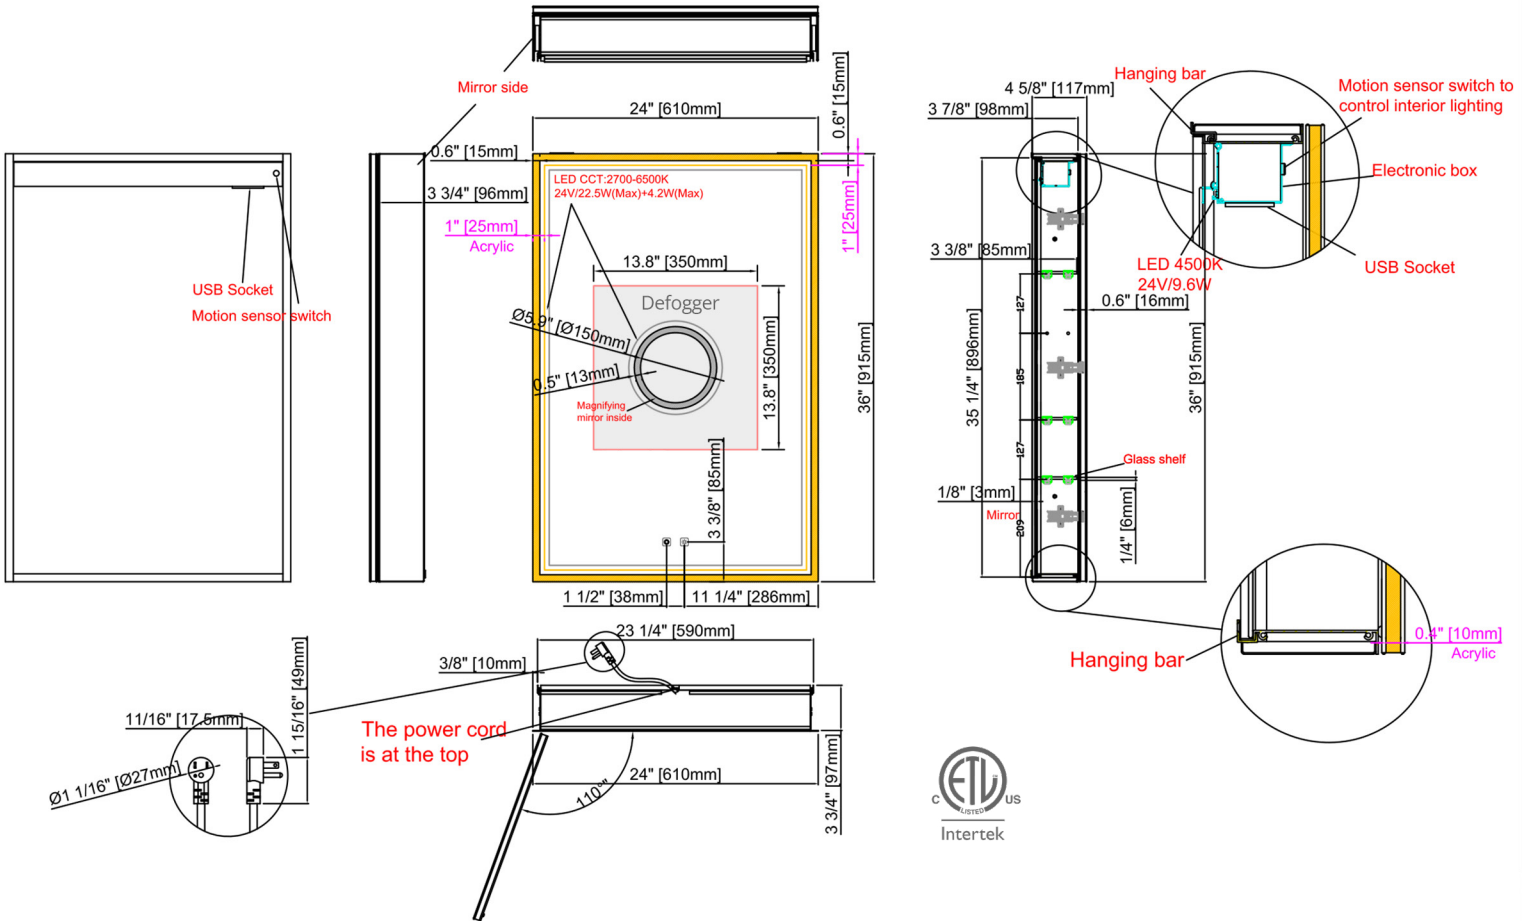 Mirror side
24" [610mm]
0.6" [15mm]
0.6" [15mm]
3 3/4" [96mm]
1" [25mm]
Acrylic
1" [25mm]
LED CCT:2700-6500K
24V/22.5W(Max)+4.2W(Max)
13.8" [350mm]
Defogger
Ø5.9" [Ø150mm]
0.5" [13mm]
13.8" [350mm]
Magnifying
mirror inside
3 3/8" [85mm]
36" [915mm]
1 1/2" [38mm]
11 1/4" [286mm]
USB Socket
Motion sensor switch
4 5/8" [117mm]
3 7/8" [98mm]
3 3/8" [85mm]
0.6" [16mm]
35 1/4" [896mm]
36" [915mm]
127
185
127
209
Glass shelf
1/8" [3mm]
Mirror
1/4" [6mm]
Hanging bar
Motion sensor switch to
control interior lighting
Electronic box
USB Socket
LED 4500K
24V/9.6W
Hanging bar
0.4" [10mm]
Acrylic
23 1/4" [590mm]
3/8" [10mm]
The power cord
is at the top
24" [610mm]
110°
3 3/4" [97mm]
11/16" [17.5mm]
1 15/16" [49mm]
Ø1 1/16" [Ø27mm]
ETL
C
US
LISTED
Intertek